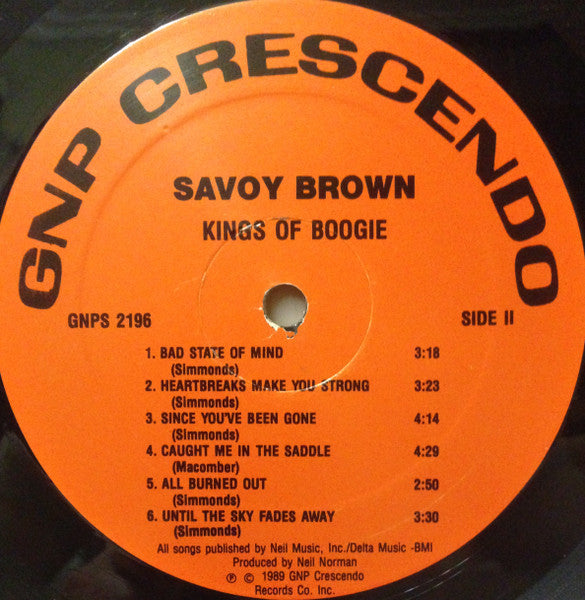 GNP CRESCENDO
SAVOY BROWN
KINGS OF BOOGIE
GNPS 2196
SIDE II
1. BAD STATE OF MIND 3:18
(Simmonds)
2. HEARTBREAKS MAKE YOU STRONG 3:23
(Simmonds)
3. SINCE YOU'VE BEEN GONE 4:14
(Simmonds)
4. CAUGHT ME IN THE SADDLE 4:29
(Macomber)
5. ALL BURNED OUT 2:50
(Simmonds)
6. UNTIL THE SKY FADES AWAY 3:30
(Simmonds)
All songs published by Neil Music, Inc./Delta Music -BMI
Produced by Neil Norman
℗ © 1989 GNP Crescendo
Records Co. Inc.